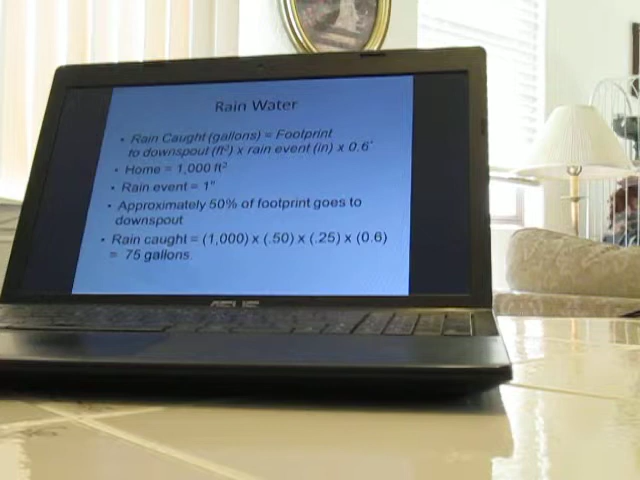 Rain Water
• Rain Caught (gallons) = Footprint
to downspout (ft²) x rain event (in) x 0.6*
• Home = 1,000 ft²
• Rain event = 1"
• Approximately 50% of footprint goes to
downspout
• Rain caught = (1,000) x (.50) x (.25) x (0.6)
= 75 gallons.
ASUS